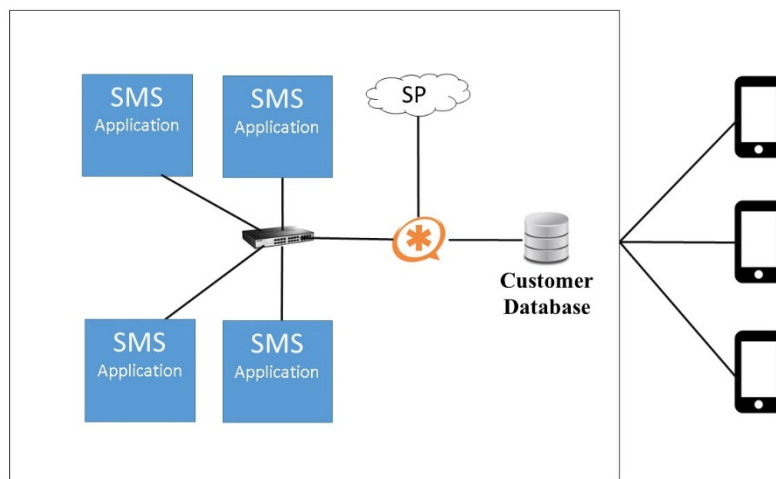 SMS
Application
SMS
Application
SP
Customer
Database
SMS
Application
SMS
Application